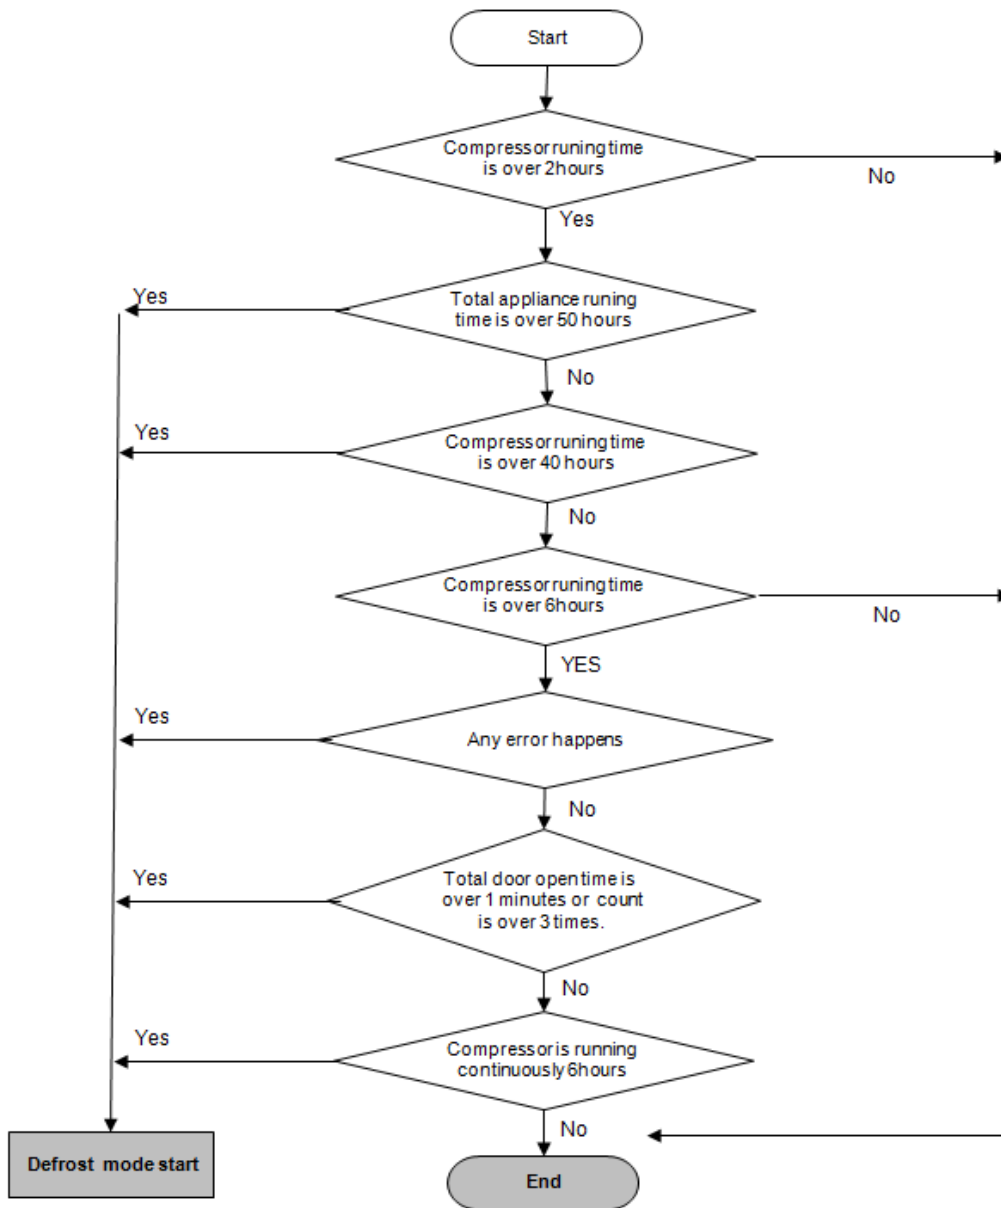 Start
Compressor runing time
is over 2hours
No
Yes
Yes
Total appliance runing
time is over 50 hours
No
Yes
Compressor runing time
is over 40 hours
No
Compressor runing time
is over 6hours
No
YES
Yes
Any error happens
No
Yes
Total door open time is
over 1 minutes or count
is over 3 times.
No
Yes
Compressor is running
continuously 6hours
No
Defrost mode start
End